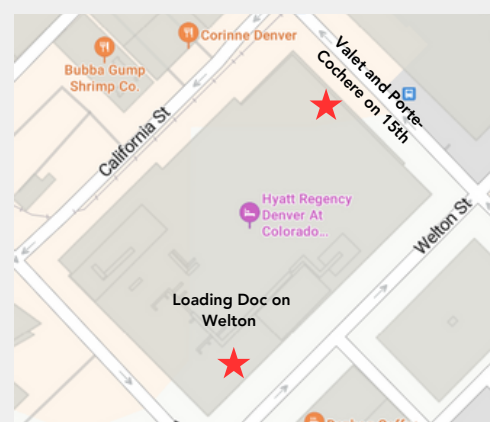 Corinne Denver
Bubba Gump
Shrimp Co.
Valet and Porte-
Cochere on 15th
California St
Hyatt Regency
Denver At
Colorado...
Welton St
Loading Doc on
Welton